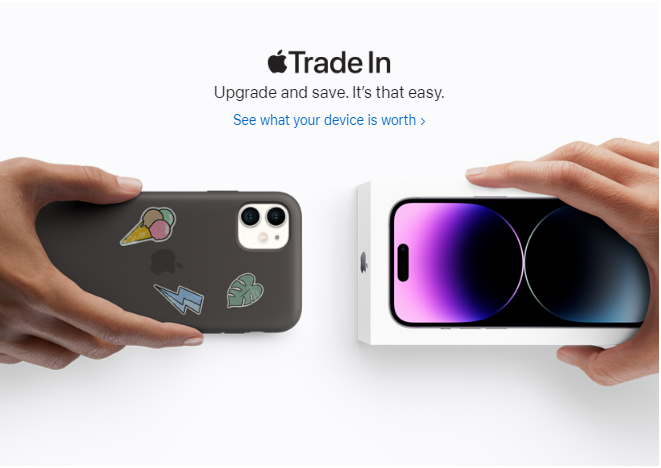 Trade In
Upgrade and save. It's that easy.
See what your device is worth >